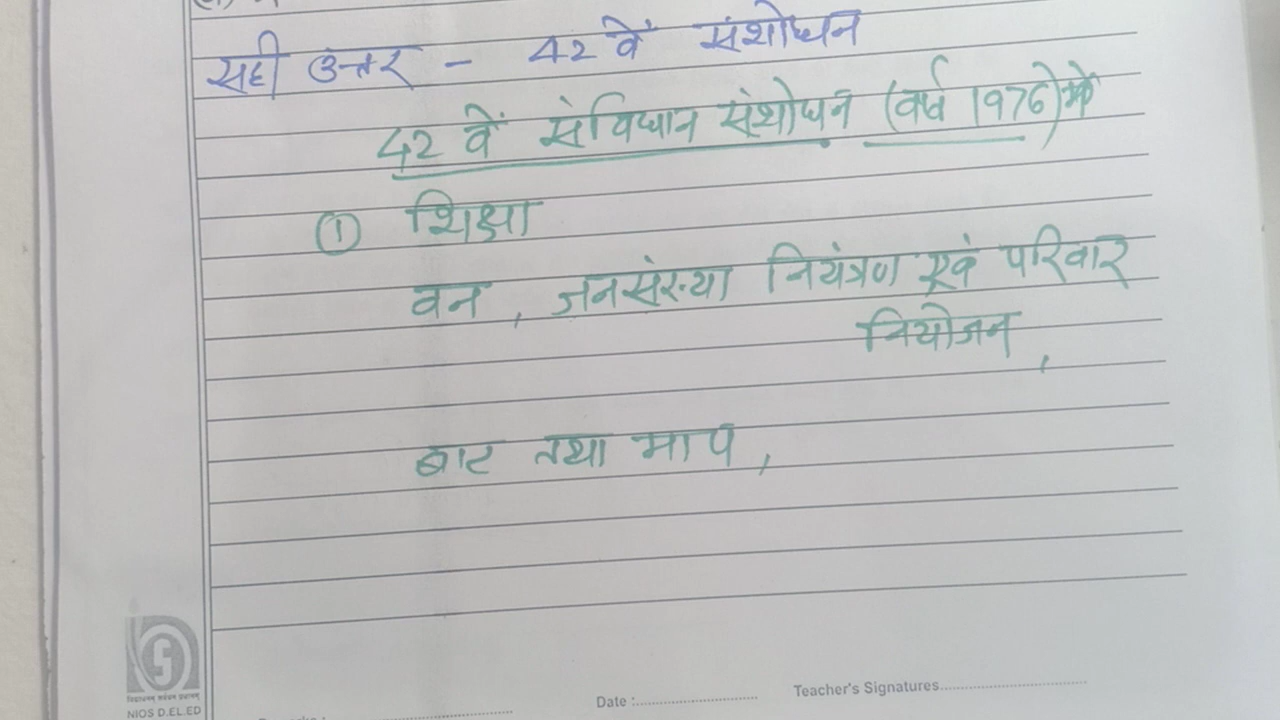 सही उत्तर - 42 वें संशोधन
42 वें संविधान संशोधन (वर्ष 1976) के
① शिक्षा
वन, जनसंख्या नियंत्रण एवं परिवार
नियोजन,
बाट तथा माप,
NIOS D.EL.ED
Date :
Teacher's Signatures